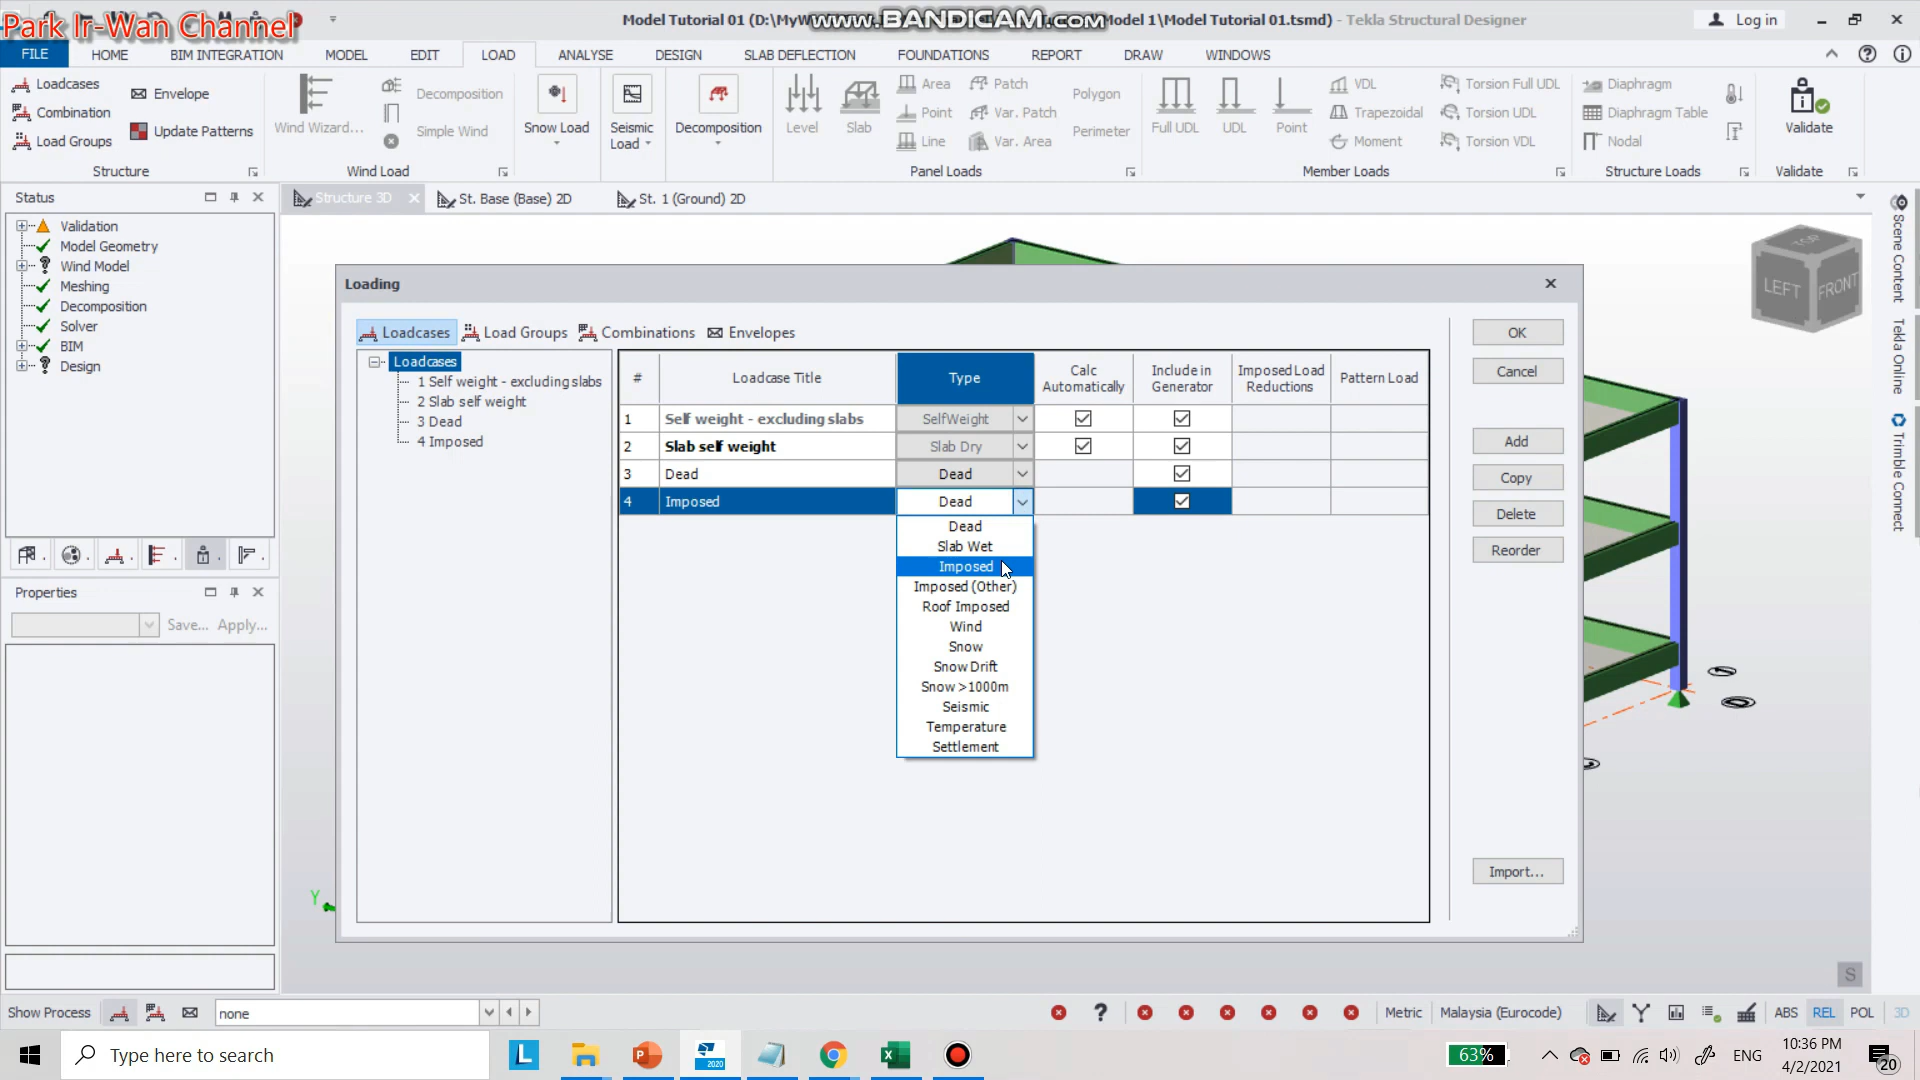 Park Ir-Wan Channel
Model Tutorial 01 (D:\MyW
www.BANDICAM.com
Model 1\Model Tutorial 01.tsmd) - Tekla Structural Designer
Log in
FILE HOME BIM INTEGRATION MODEL EDIT LOAD ANALYSE DESIGN SLAB DEFLECTION FOUNDATIONS REPORT DRAW WINDOWS
Loadcases
Combination
Load Groups
Envelope
Update Patterns
Structure
Wind Wizard...
Decomposition
Simple Wind
Wind Load
Snow Load
Seismic Load
Decomposition
Level
Slab
Area
Point
Line
Patch
Var. Patch
Var. Area
Polygon
Perimeter
Panel Loads
Full UDL
UDL
Point
VDL
Trapezoidal
Moment
Torsion Full UDL
Torsion UDL
Torsion VDL
Member Loads
Diaphragm
Diaphragm Table
Nodal
Structure Loads
Validate
Validate
Status
Validation
Model Geometry
Wind Model
Meshing
Decomposition
Solver
BIM
Design
Properties
Save... Apply...
Structure 3D
St. Base (Base) 2D
St. 1 (Ground) 2D
TOP
LEFT
FRONT
Scene Content
Tekla Online
Trimble Connect
Loading
Loadcases Load Groups Combinations Envelopes
Loadcases
1 Self weight - excluding slabs
2 Slab self weight
3 Dead
4 Imposed
# Loadcase Title Type Calc Automatically Include in Generator Imposed Load Reductions Pattern Load
1 Self weight - excluding slabs SelfWeight
2 Slab self weight Slab Dry
3 Dead Dead
4 Imposed Dead
Dead
Slab Wet
Imposed
Imposed (Other)
Roof Imposed
Wind
Snow
Snow Drift
Snow >1000m
Seismic
Temperature
Settlement
OK
Cancel
Add
Copy
Delete
Reorder
Import...
Y
S
Show Process
none
Metric Malaysia (Eurocode)
ABS REL POL 3D
Type here to search
L
2020
63%
ENG
10:36 PM
4/2/2021
20